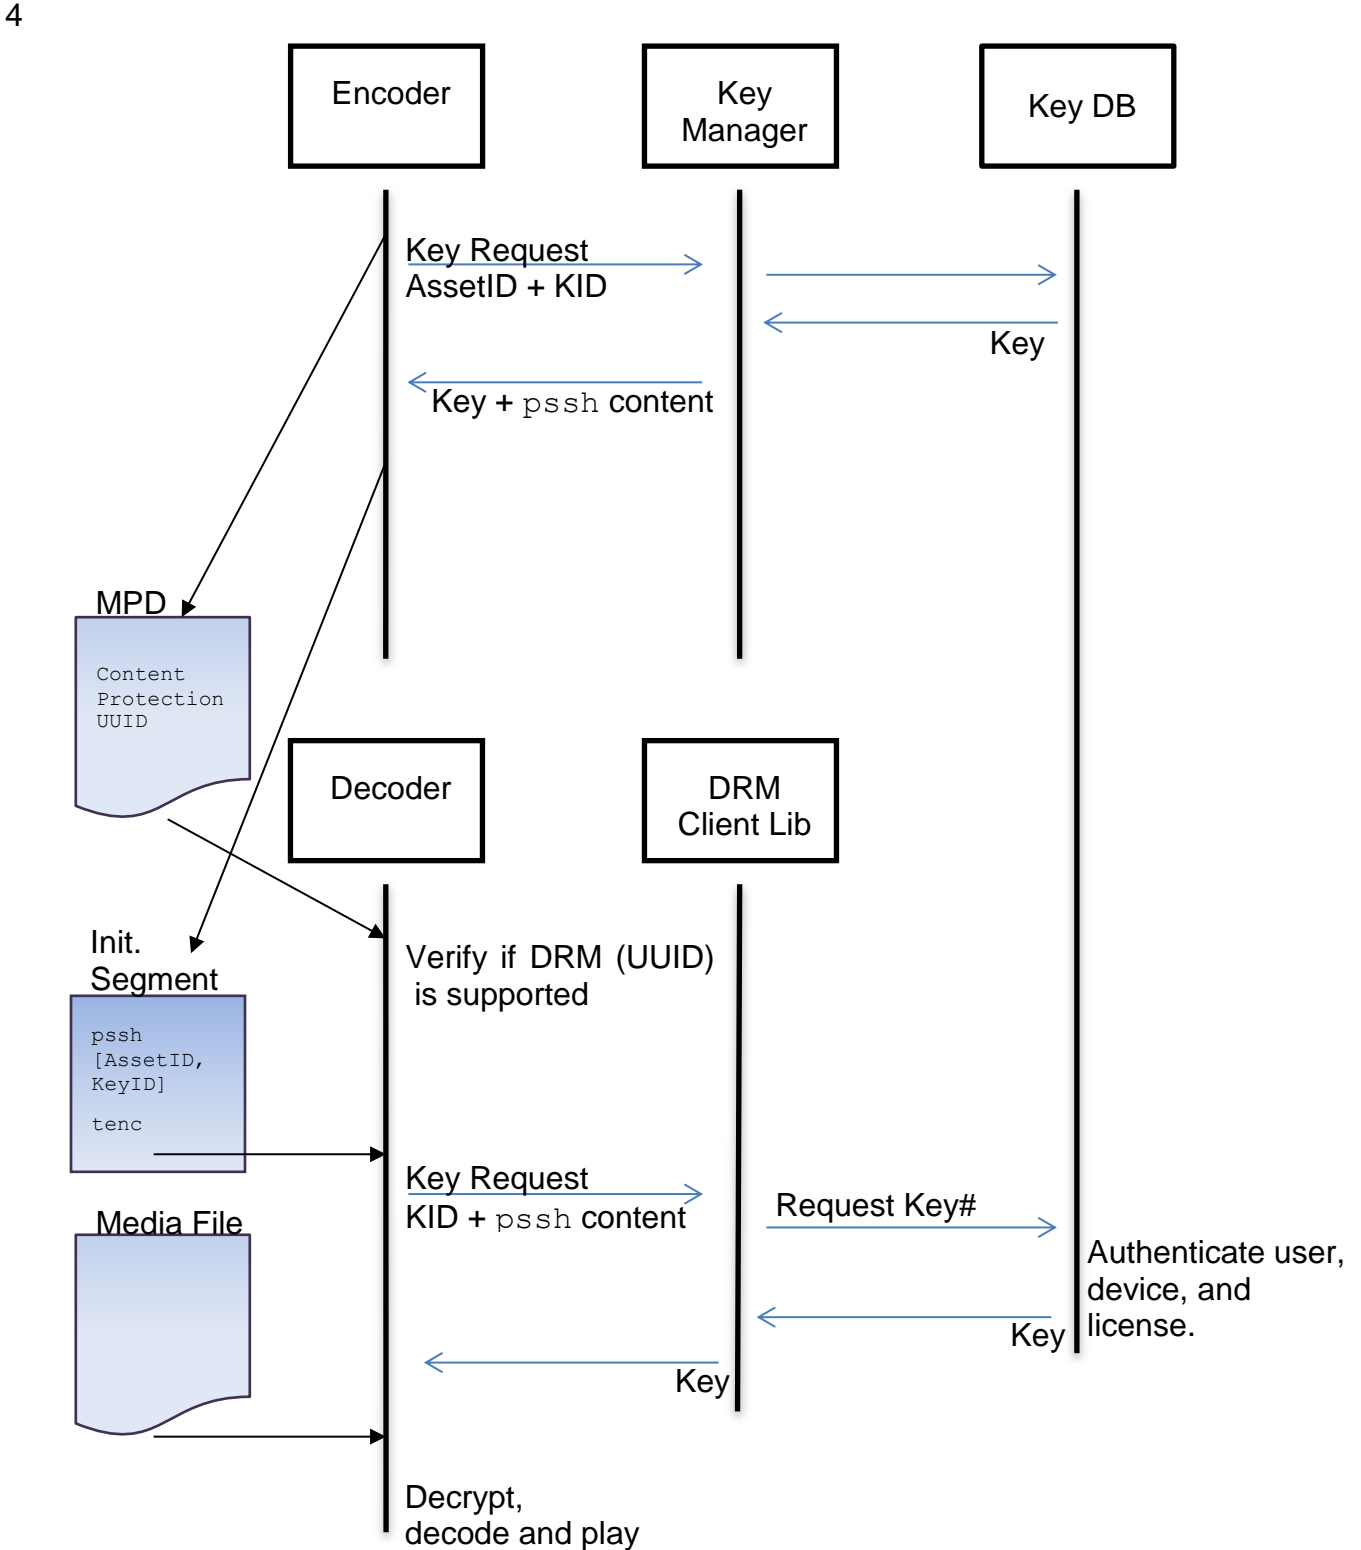 4
Encoder
Key
Manager
Key DB
Key Request
AssetID + KID
Key
Key + pssh content
MPD
Content
Protection
UUID
Decoder
DRM
Client Lib
Init.
Segment
Verify if DRM (UUID)
is supported
pssh
[AssetID,
KeyID]
tenc
Key Request
KID + pssh content
Request Key#
Media File
Authenticate user,
device, and
license.
Key
Key
Decrypt,
decode and play